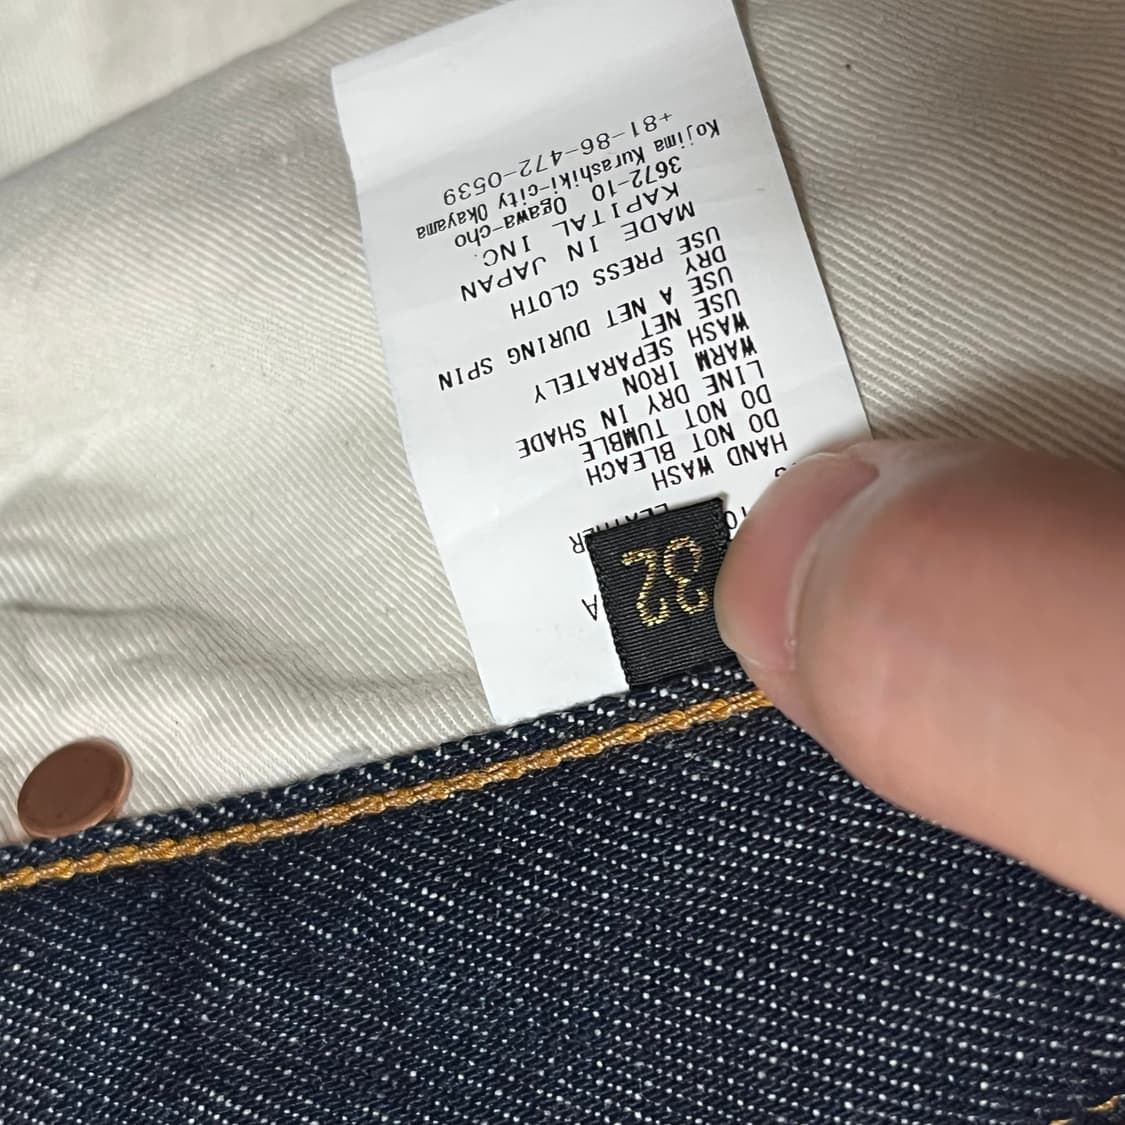 32
HAND WASH
DO NOT BLEACH
DO NOT TUMBLE
LINE DRY IN SHADE
WARM IRON
WASH SEPARATELY
USE NET
USE A NET DURING SPIN
DRY
USE PRESS CLOTH
MADE IN JAPAN
KAPITAL INC.
3672-10 Ogawa-cho
Kojima Kurashiki-city Okayama
+81-86-472-0539